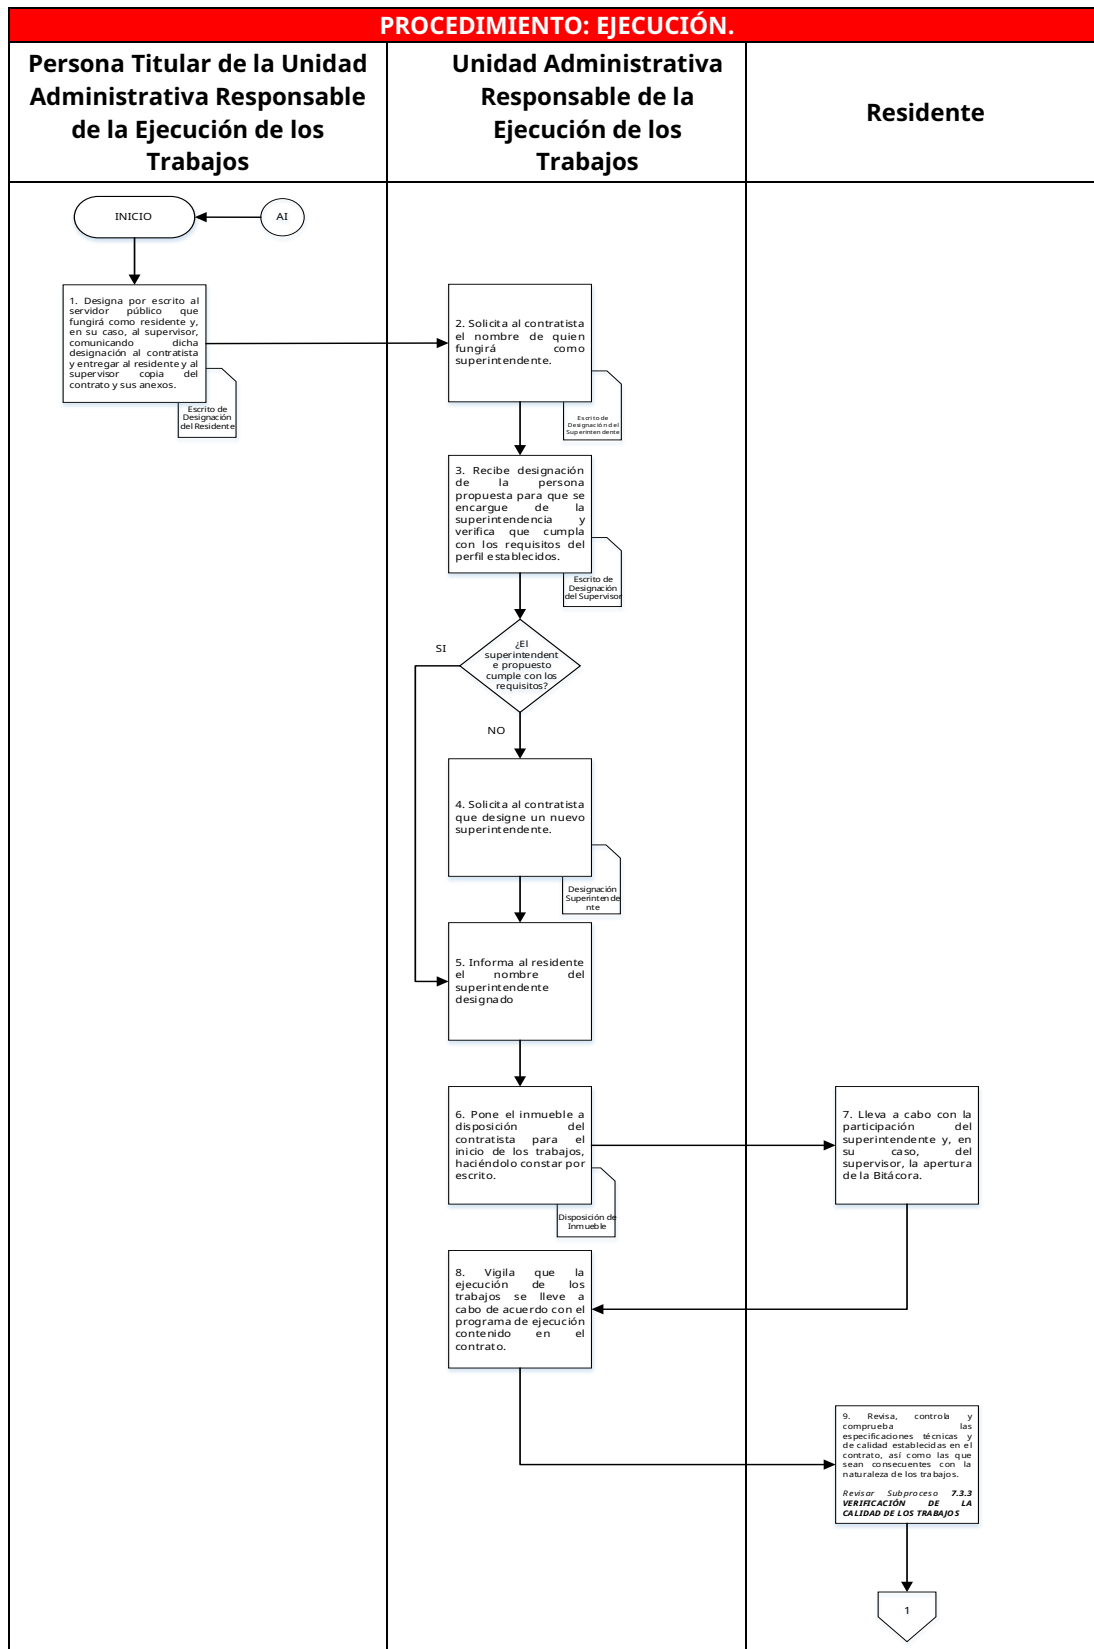 PROCEDIMIENTO: EJECUCIÓN.
Persona Titular de la Unidad
Administrativa Responsable
de la Ejecución de los
Trabajos
Unidad Administrativa
Responsable de la
Ejecución de los
Trabajos
Residente
INICIO
AI
1. Designa por escrito al
servidor público que
fungirá como residente y,
en su caso, al supervisor,
comunicando dicha
designación al contratista
y entregar al residente y al
supervisor copia del
contrato y sus anexos.
Escrito de
Designación
del Residente
2. Solicita al contratista
el nombre de quien
fungirá como
superintendente.
Escrito de
Designación del
Superintendente
3. Recibe designación
de la persona
propuesta para que se
encargue de la
superintendencia y
verifica que cumpla
con los requisitos del
perfil establecidos.
Escrito de
Designación
del Supervisor
¿El
superintendent
e propuesto
cumple con los
requisitos?
SI
NO
4. Solicita al contratista
que designe un nuevo
superintendente.
Designación
Superintende
nte
5. Informa al residente
el nombre del
superintendente
designado
6. Pone el inmueble a
disposición del
contratista para el
inicio de los trabajos,
haciéndolo constar por
escrito.
Disposición de
Inmueble
7. Lleva a cabo con la
participación del
superintendente y, en
su caso, del
supervisor, la apertura
de la Bitácora.
8. Vigila que la
ejecución de los
trabajos se lleve a
cabo de acuerdo con el
programa de ejecución
contenido en el
contrato.
9. Revisa, controla y
comprueba las
especificaciones técnicas y
de calidad establecidas en el
contrato, así como las que
sean consecuentes con la
naturaleza de los trabajos.
Revisar Subproceso 7.3.3
VERIFICACIÓN DE LA
CALIDAD DE LOS TRABAJOS
1